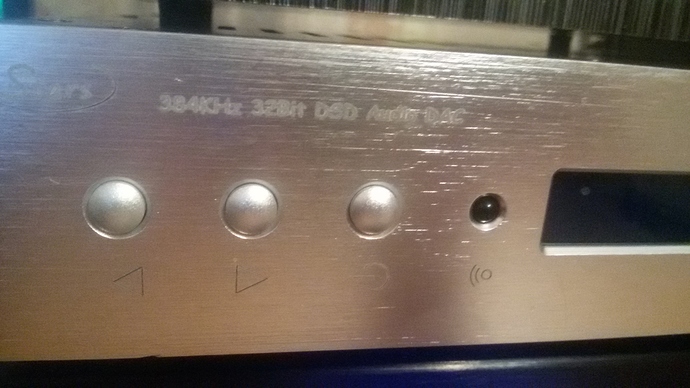 384KHz 32Bit DSD Audio DAC